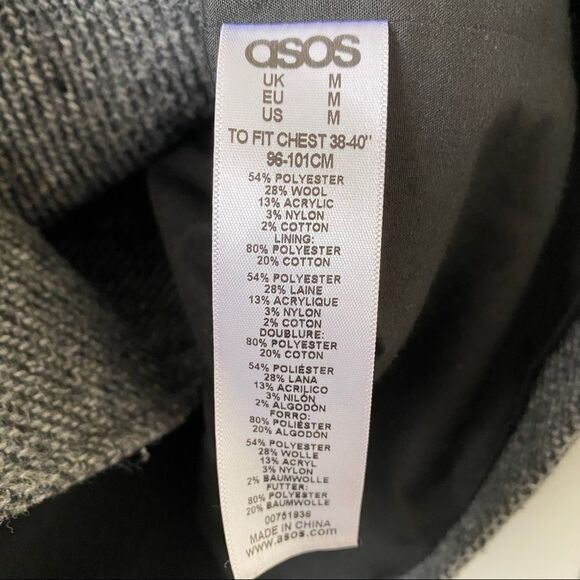 asos
UK M
EU M
US M
TO FIT CHEST 38-40"
96-101CM
54% POLYESTER
28% WOOL
13% ACRYLIC
3% NYLON
2% COTTON
LINING:
80% POLYESTER
20% COTTON
54% POLYESTER
28% LAINE
13% ACRYLIQUE
3% NYLON
2% COTON
DOUBLURE:
80% POLYESTER
20% COTON
54% POLIÉSTER
28% LANA
13% ACRILICO
3% NILÓN
2% ALGODÓN
FORRO:
80% POLIÉSTER
20% ALGODÓN
54% POLYESTER
28% WOLLE
13% ACRYL
3% NYLON
2% BAUMWOLLE
FUTTER:
80% POLYESTER
20% BAUMWOLLE
00751936
MADE IN CHINA
www.asos.com